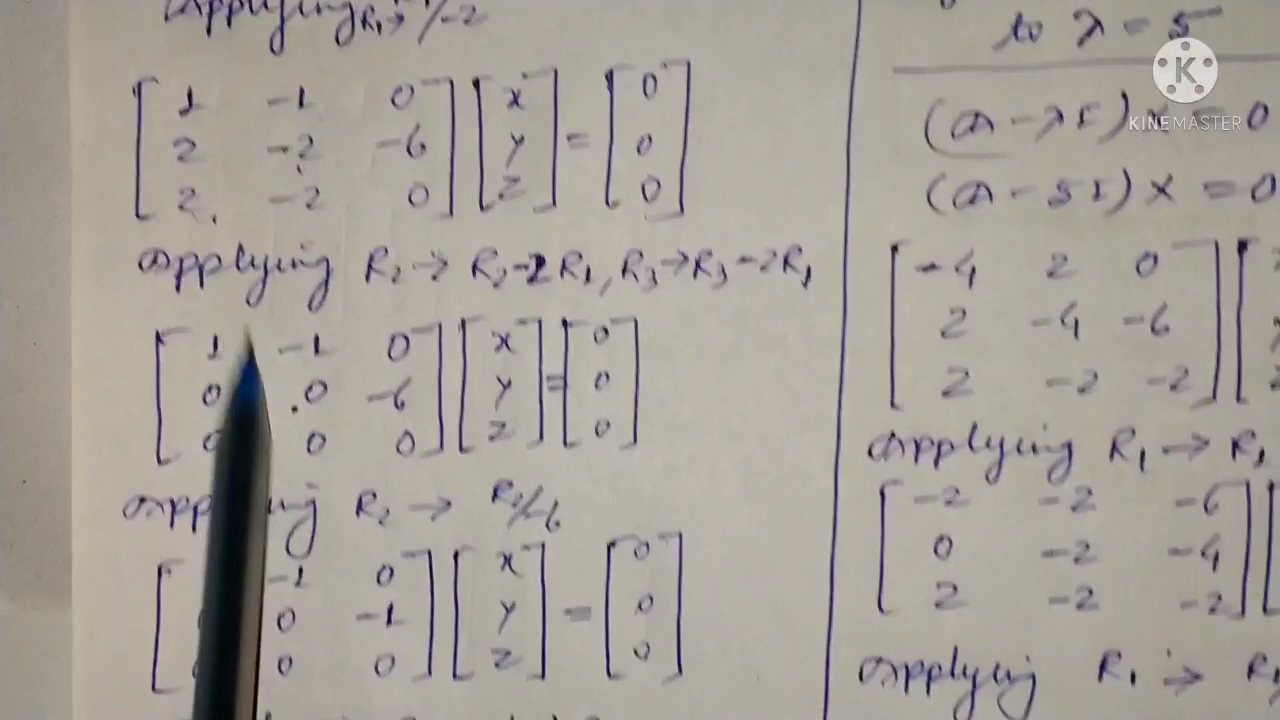 Applying R₁→ /-2
[ 1 -1 0 ] [ x ] = [ 0 ]
[ 2 -2 -6 ] [ y ] [ 0 ]
[ 2 -2 0 ] [ z ] [ 0 ]
Applying R₂ → R₂-2R₁, R₃→R₃-2R₁
[ 1 -1 0 ] [ x ] = [ 0 ]
[ 0 0 -6 ] [ y ] [ 0 ]
[ 0 0 0 ] [ z ] [ 0 ]
R₂ → R₂/-6
[ -1 0 ] [ x ] = [ 0 ]
[ 0 -1 ] [ y ] [ 0 ]
[ 0 0 ] [ z ] [ 0 ]
to λ = 5
KINEMASTER
(A - λI) X = 0
(A - 5I) X = 0
[ -4 2 0 ] [
[ 2 -4 -6 ]
[ 2 -2 -2 ]
Applying R₁ → R₁
[ -2 -2 -6 ] [
[ 0 -2 -4 ]
[ 2 -2 -2 ]
Applying R₁ → R₁